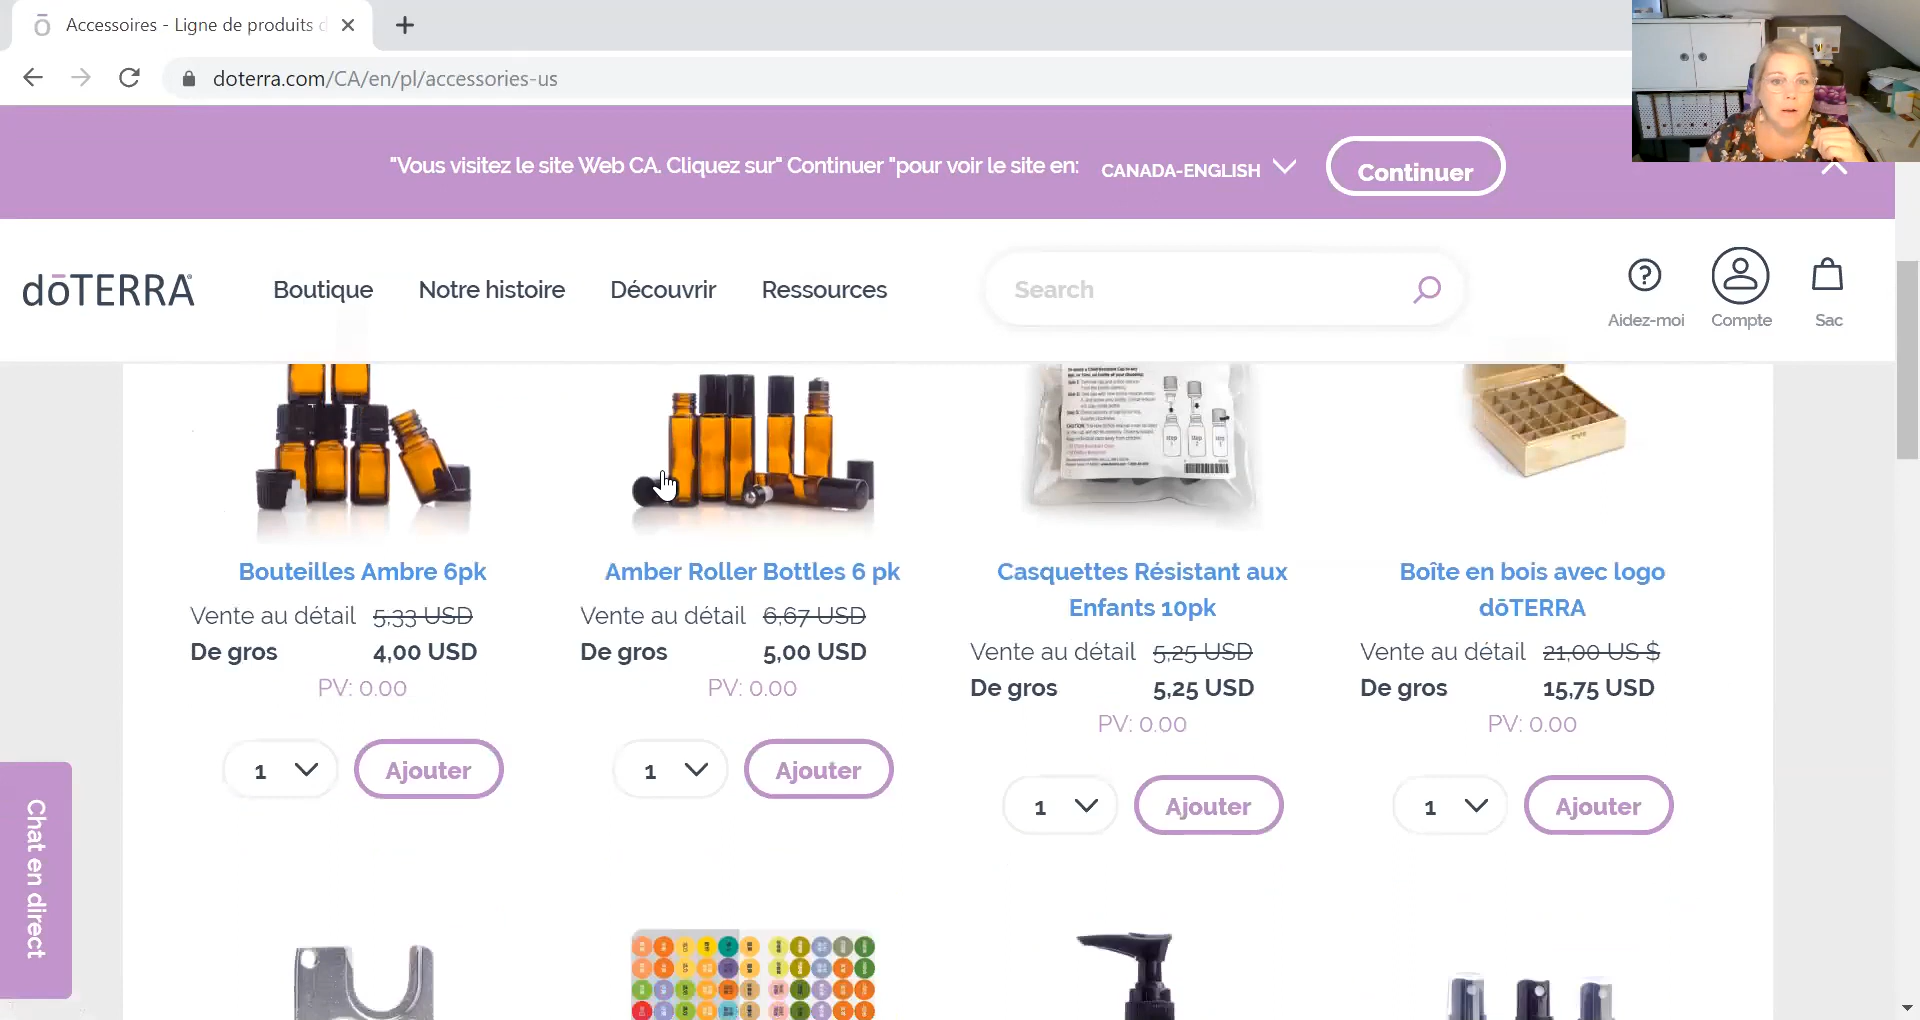 Accessoires - Ligne de produits d
doterra.com/CA/en/pl/accessories-us
"Vous visitez le site Web CA. Cliquez sur" Continuer "pour voir le site en:
CANADA-ENGLISH
Continuer
dōTERRA
Boutique
Notre histoire
Découvrir
Ressources
Search
Aidez-moi
Compte
Sac
Bouteilles Ambre 6pk
Vente au détail 5,33 USD
De gros 4,00 USD
PV: 0.00
1
Ajouter
Amber Roller Bottles 6 pk
Vente au détail 6,67 USD
De gros 5,00 USD
PV: 0.00
1
Ajouter
Casquettes Résistant aux
Enfants 10pk
Vente au détail 5,25 USD
De gros 5,25 USD
PV: 0.00
1
Ajouter
Boîte en bois avec logo
dōTERRA
Vente au détail 21,00 US $
De gros 15,75 USD
PV: 0.00
1
Ajouter
Chat en direct